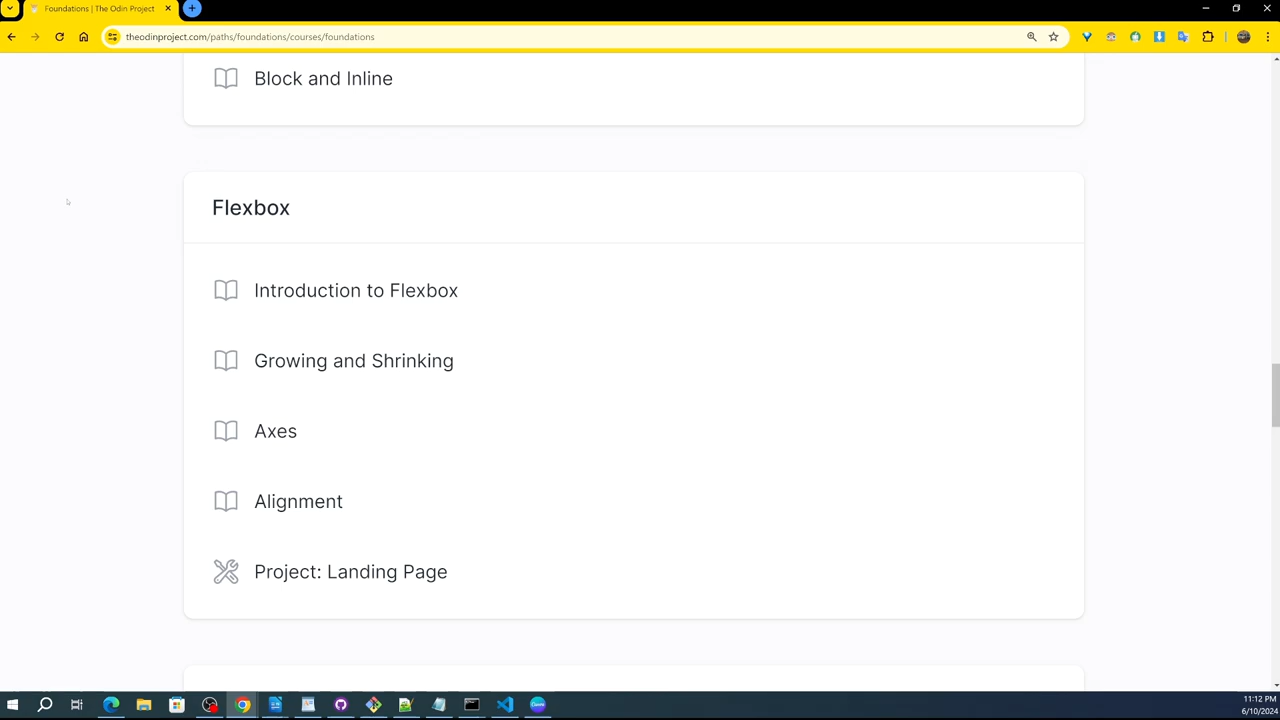 Foundations | The Odin Project
theodinproject.com/paths/foundations/courses/foundations
Block and Inline
Flexbox
Introduction to Flexbox
Growing and Shrinking
Axes
Alignment
Project: Landing Page
11:12 PM
6/10/2024